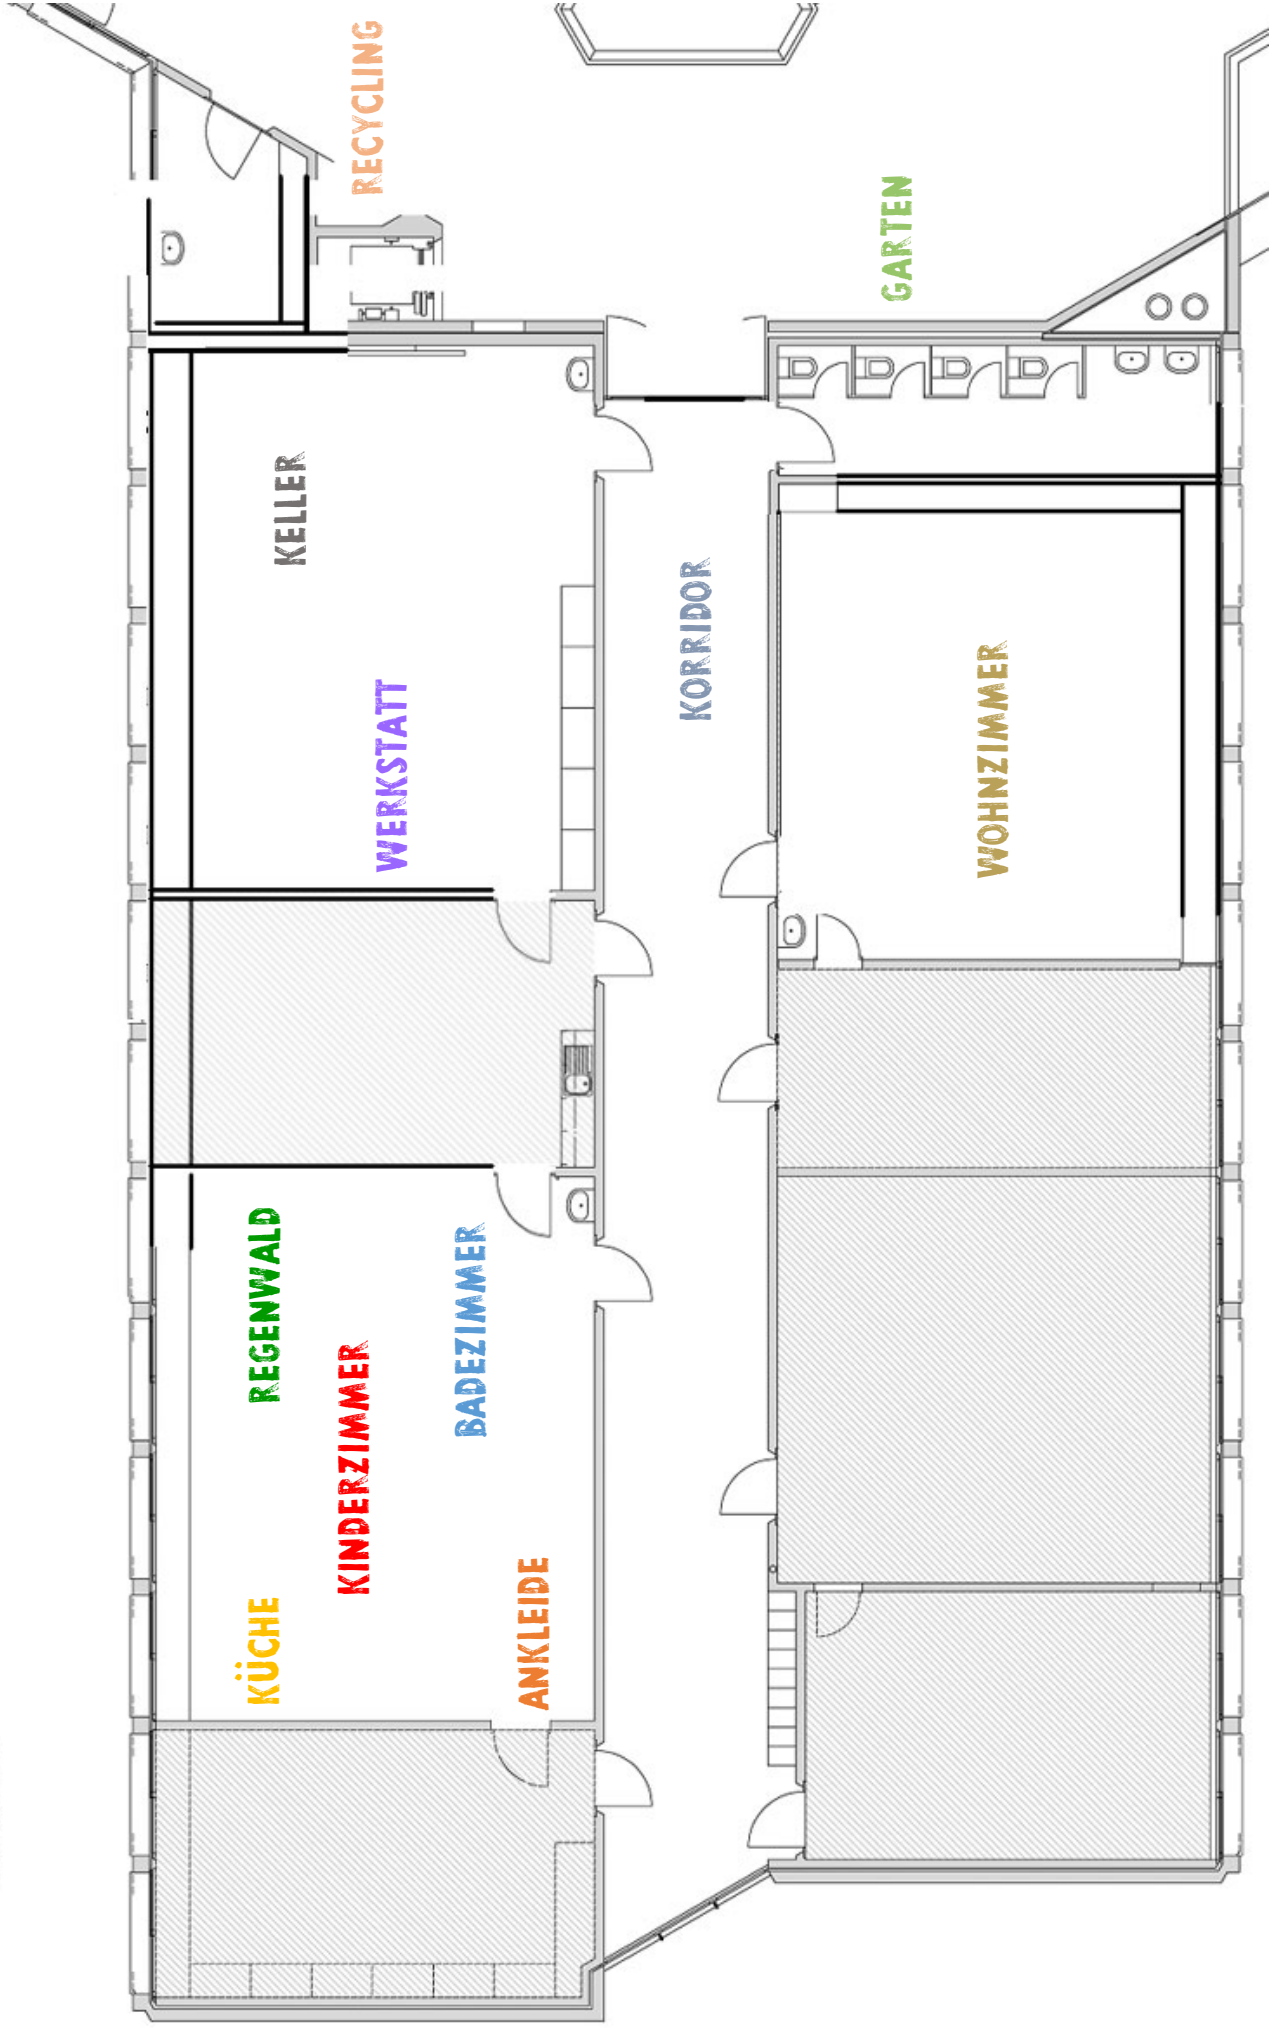 RECYCLING
GARTEN
KELLER
KORRIDOR
WERKSTATT
WOHNZIMMER
REGENWALD
BADEZIMMER
KINDERZIMMER
KÜCHE
ANKLEIDE